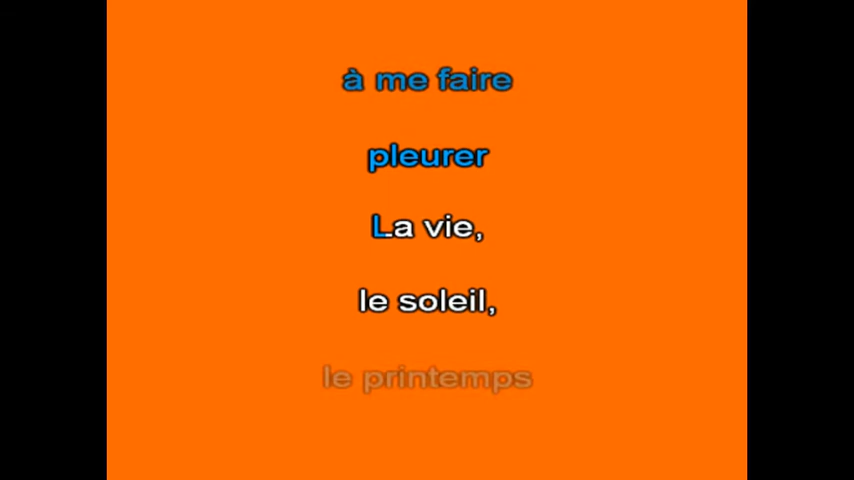 à me faire
pleurer
La vie,
le soleil,
le printemps